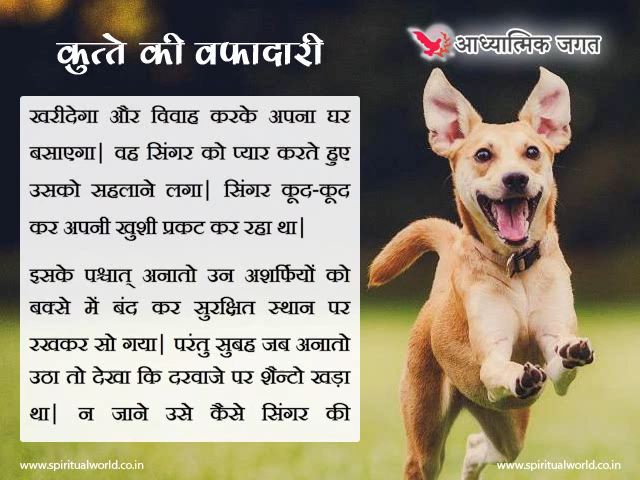 कुत्ते की वफादारी
आध्यात्मिक जगत
खरीदेगा और विवाह करके अपना घर
बसाएगा| वह सिंगर को प्यार करते हुए
उसको सहलाने लगा| सिंगर कूद-कूद
कर अपनी खुशी प्रकट कर रहा था|
इसके पश्चात् अनातो उन अशर्फियों को
बक्से में बंद कर सुरक्षित स्थान पर
रखकर सो गया| परंतु सुबह जब अनातो
उठा तो देखा कि दरवाजे पर शैन्टो खड़ा
था| न जाने उसे कैसे सिंगर की
www.spiritualworld.co.in
www.spiritualworld.co.in